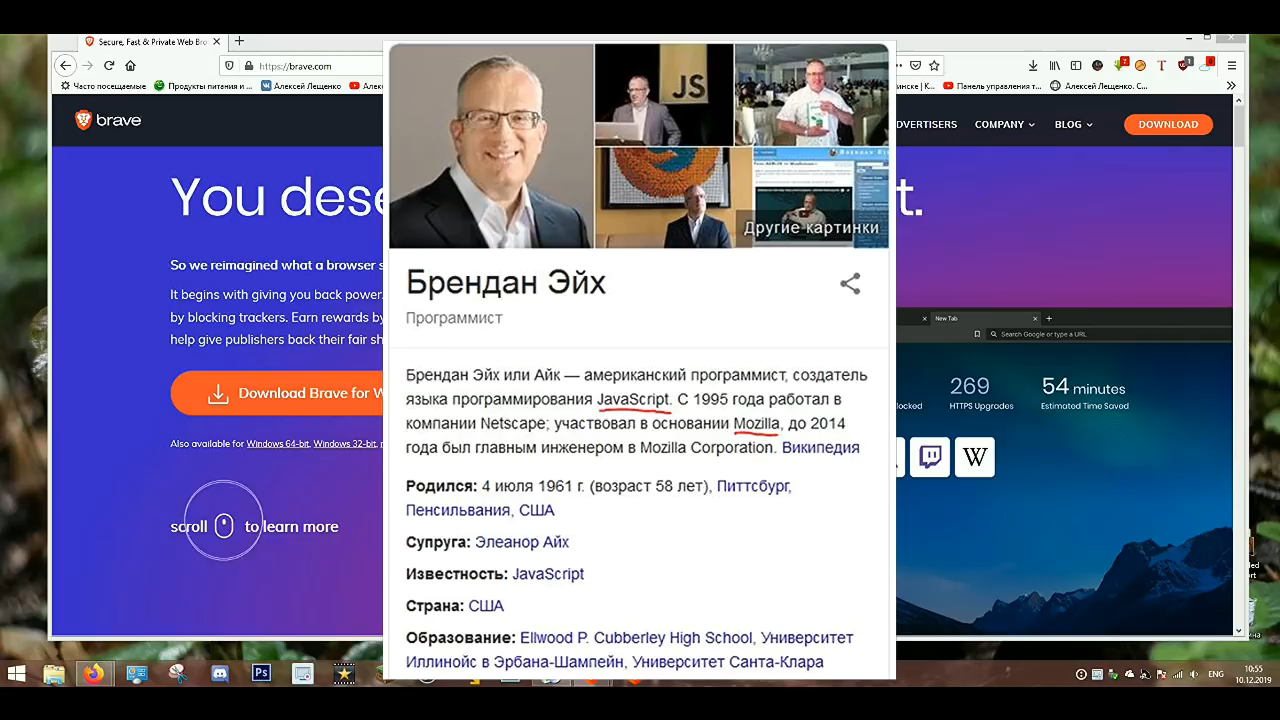 Secure, Fast & Private Web Bro
https://brave.com
Часто посещаемые
Продукты питания и ...
Алексей Лещенко
Алекс
инске | К...
Панель управления т...
Алексей Лещенко. С...
brave
DVERTISERS
COMPANY
BLOG
DOWNLOAD
You dese
t.
So we reimagined what a browser s
It begins with giving you back power.
by blocking trackers. Earn rewards by
help give publishers back their fair sh
Download Brave for W
Also available for Windows 64-bit, Windows 32-bit,
scroll to learn more
JS
Другие картинки
Брендан Эйх
Программист
Брендан Эйх или Айк — американский программист, создатель
языка программирования JavaScript. С 1995 года работал в
компании Netscape; участвовал в основании Mozilla, до 2014
года был главным инженером в Mozilla Corporation. Википедия
Родился: 4 июля 1961 г. (возраст 58 лет), Питтсбург,
Пенсильвания, США
Супруга: Элеанор Айх
Известность: JavaScript
Страна: США
Образование: Ellwood P. Cubberley High School, Университет
Иллинойс в Эрбана-Шампейн, Университет Санта-Клара
New Tab
Search Google or type a URL
269
54 minutes
locked
HTTPS Upgrades
Estimated Time Saved
W
Ps
ENG
10:55
10.12.2019